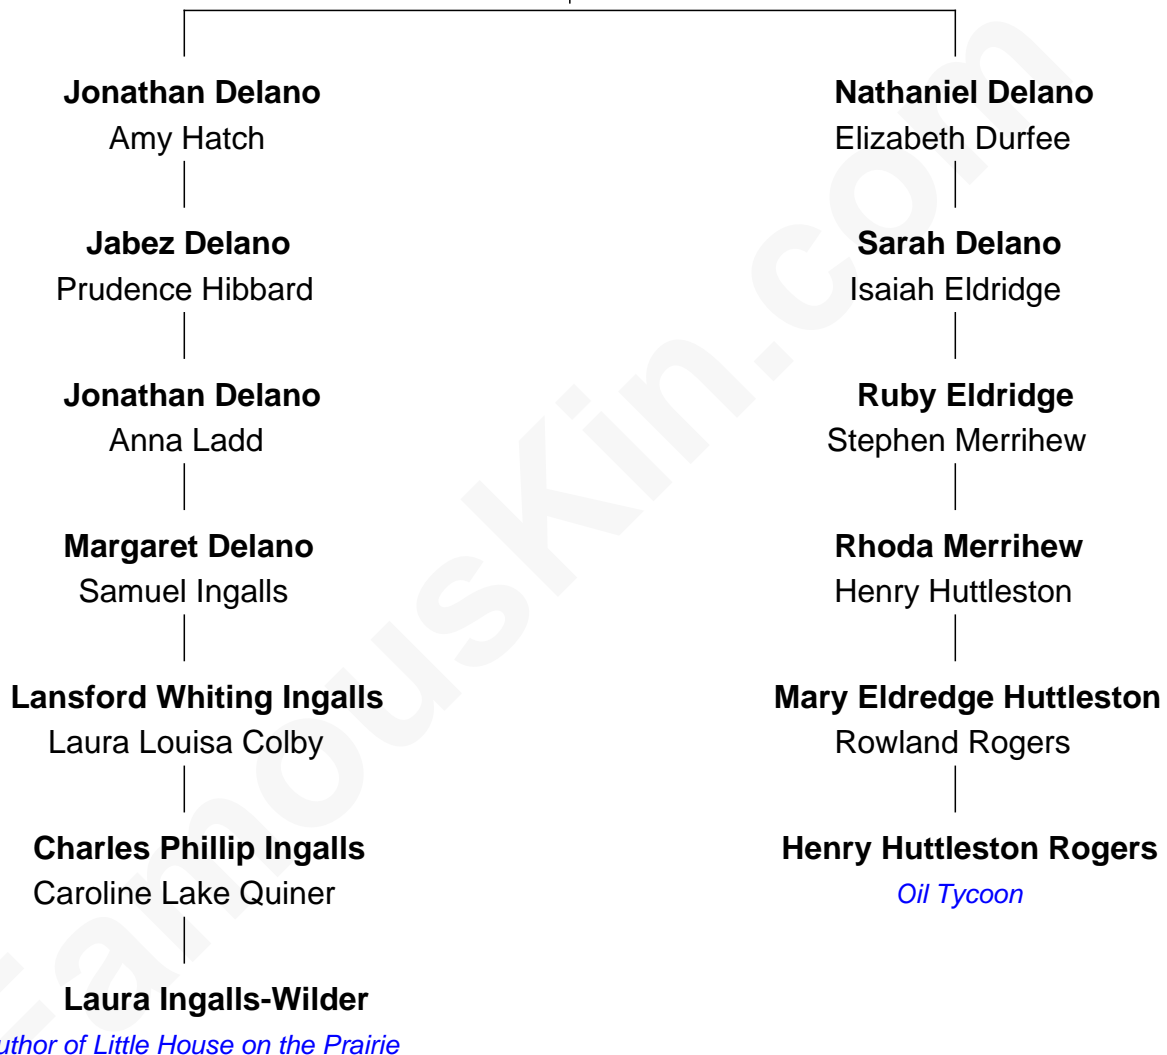 Jonathan Delano
Amy Hatch
Jabez Delano
Prudence Hibbard
Jonathan Delano
Anna Ladd
Margaret Delano
Samuel Ingalls
Lansford Whiting Ingalls
Laura Louisa Colby
Charles Phillip Ingalls
Caroline Lake Quiner
Laura Ingalls-Wilder
uthor of Little House on the Prairie
Nathaniel Delano
Elizabeth Durfee
Sarah Delano
Isaiah Eldridge
Ruby Eldridge
Stephen Merrihew
Rhoda Merrihew
Henry Huttleston
Mary Eldredge Huttleston
Rowland Rogers
Henry Huttleston Rogers
Oil Tycoon
FamousKin.com